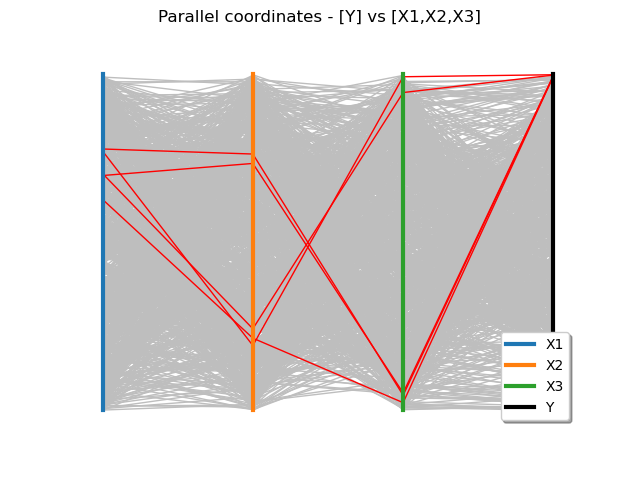 Parallel coordinates - [Y] vs [X1,X2,X3]
X1
X2
X3
Y